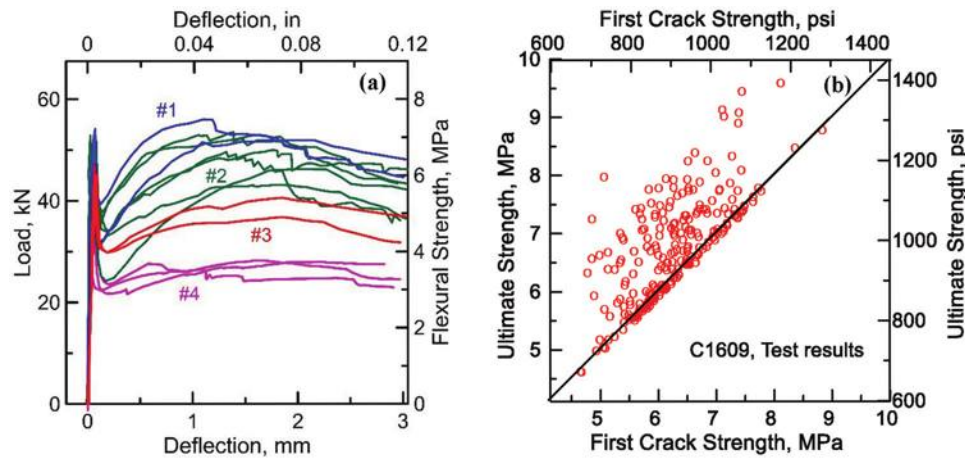 Deflection, in
0 0.04 0.08 0.12
(a)
60
40
20
0
Load, kN
#1
#2
#3
#4
8
6
4
2
0
Flexural Strength, MPa
0 1 2 3
Deflection, mm
First Crack Strength, psi
600 800 1000 1200 1400
(b)
10
9
8
7
6
5
Ultimate Strength, MPa
1400
1200
1000
800
600
Ultimate Strength, psi
C1609, Test results
5 6 7 8 9 10
First Crack Strength, MPa